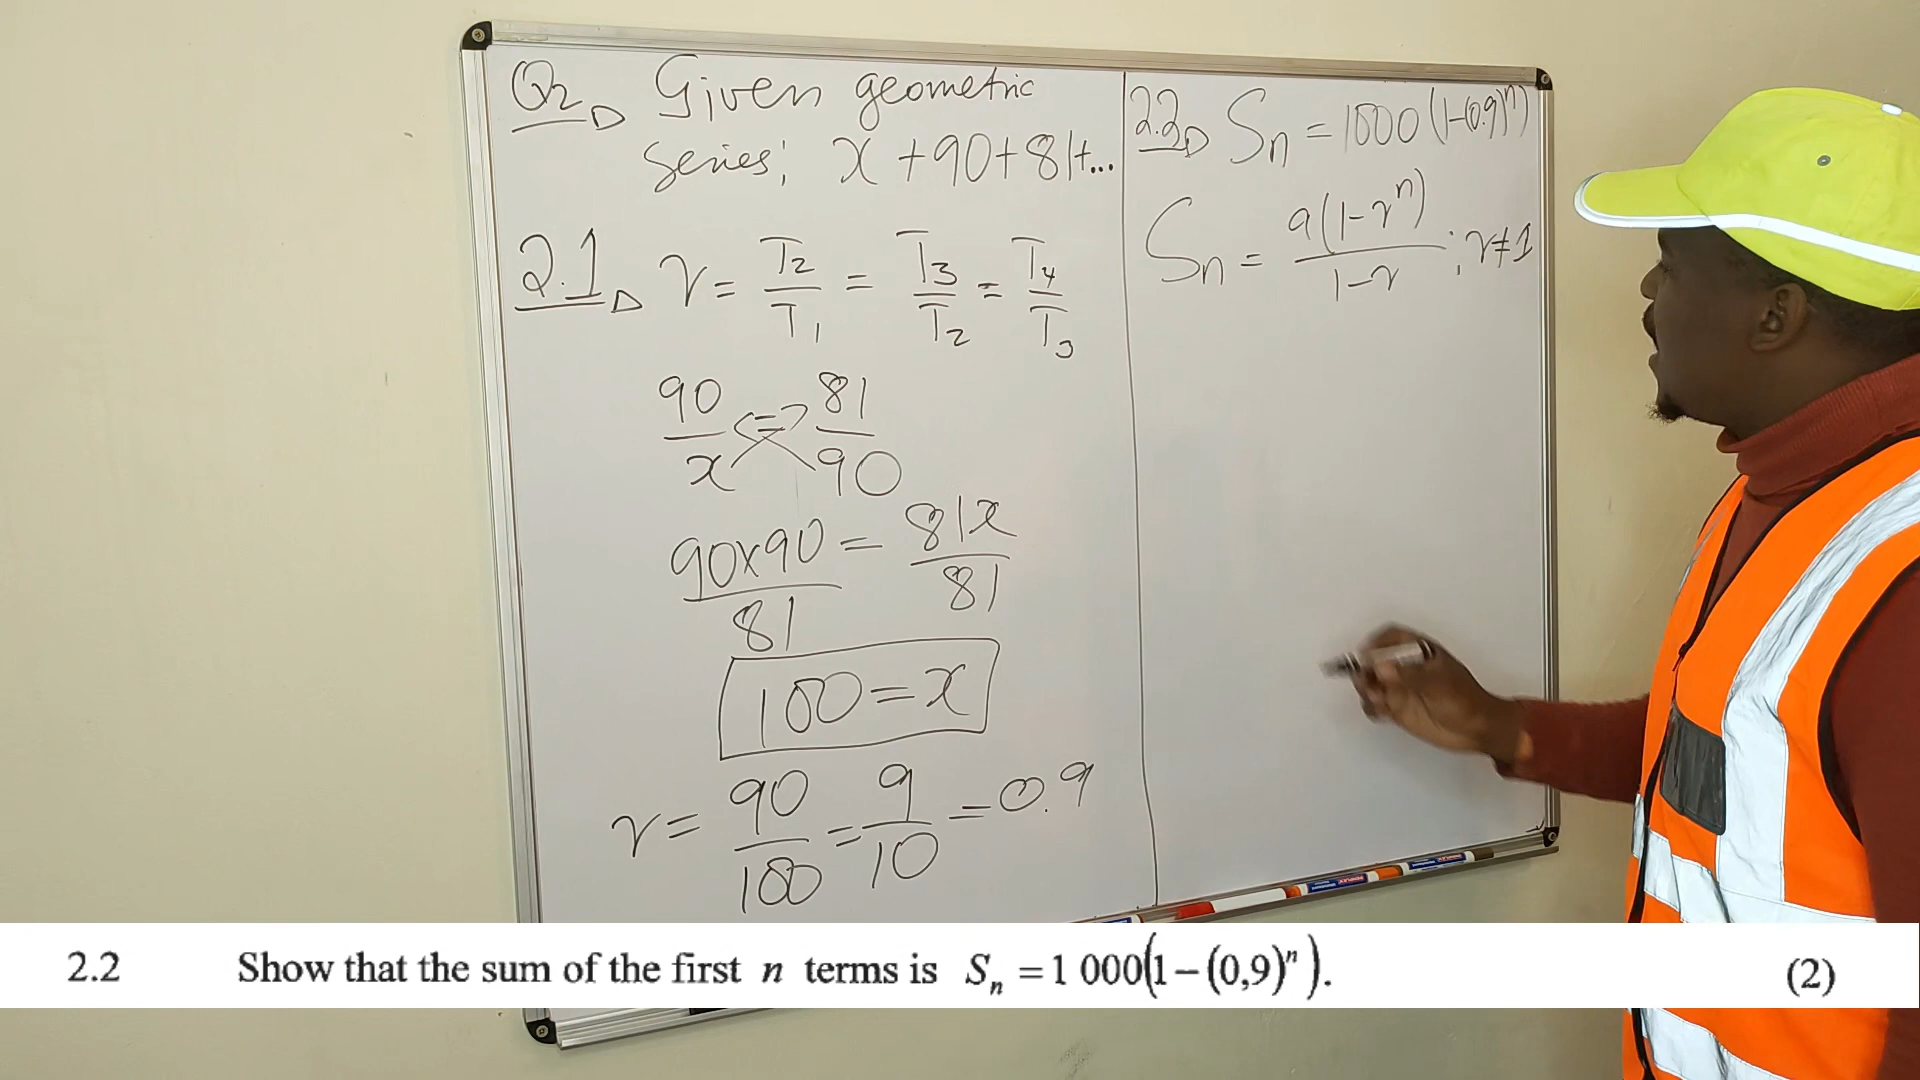 Q2 Given geometric
series; x + 90 + 81 + ...
2.1 r = T2/T1 = T3/T2 = T4/T3
90/x = 81/90
90x90/81 = 81x/81
100 = x
r = 90/100 = 9/10 = 0.9
2.2 Sn = 1000(1-(0.9)^n)
Sn = a(1-r^n)/1-r ; r≠1
2.2 Show that the sum of the first n terms is Sn = 1 000(1 − (0,9)^n). (2)